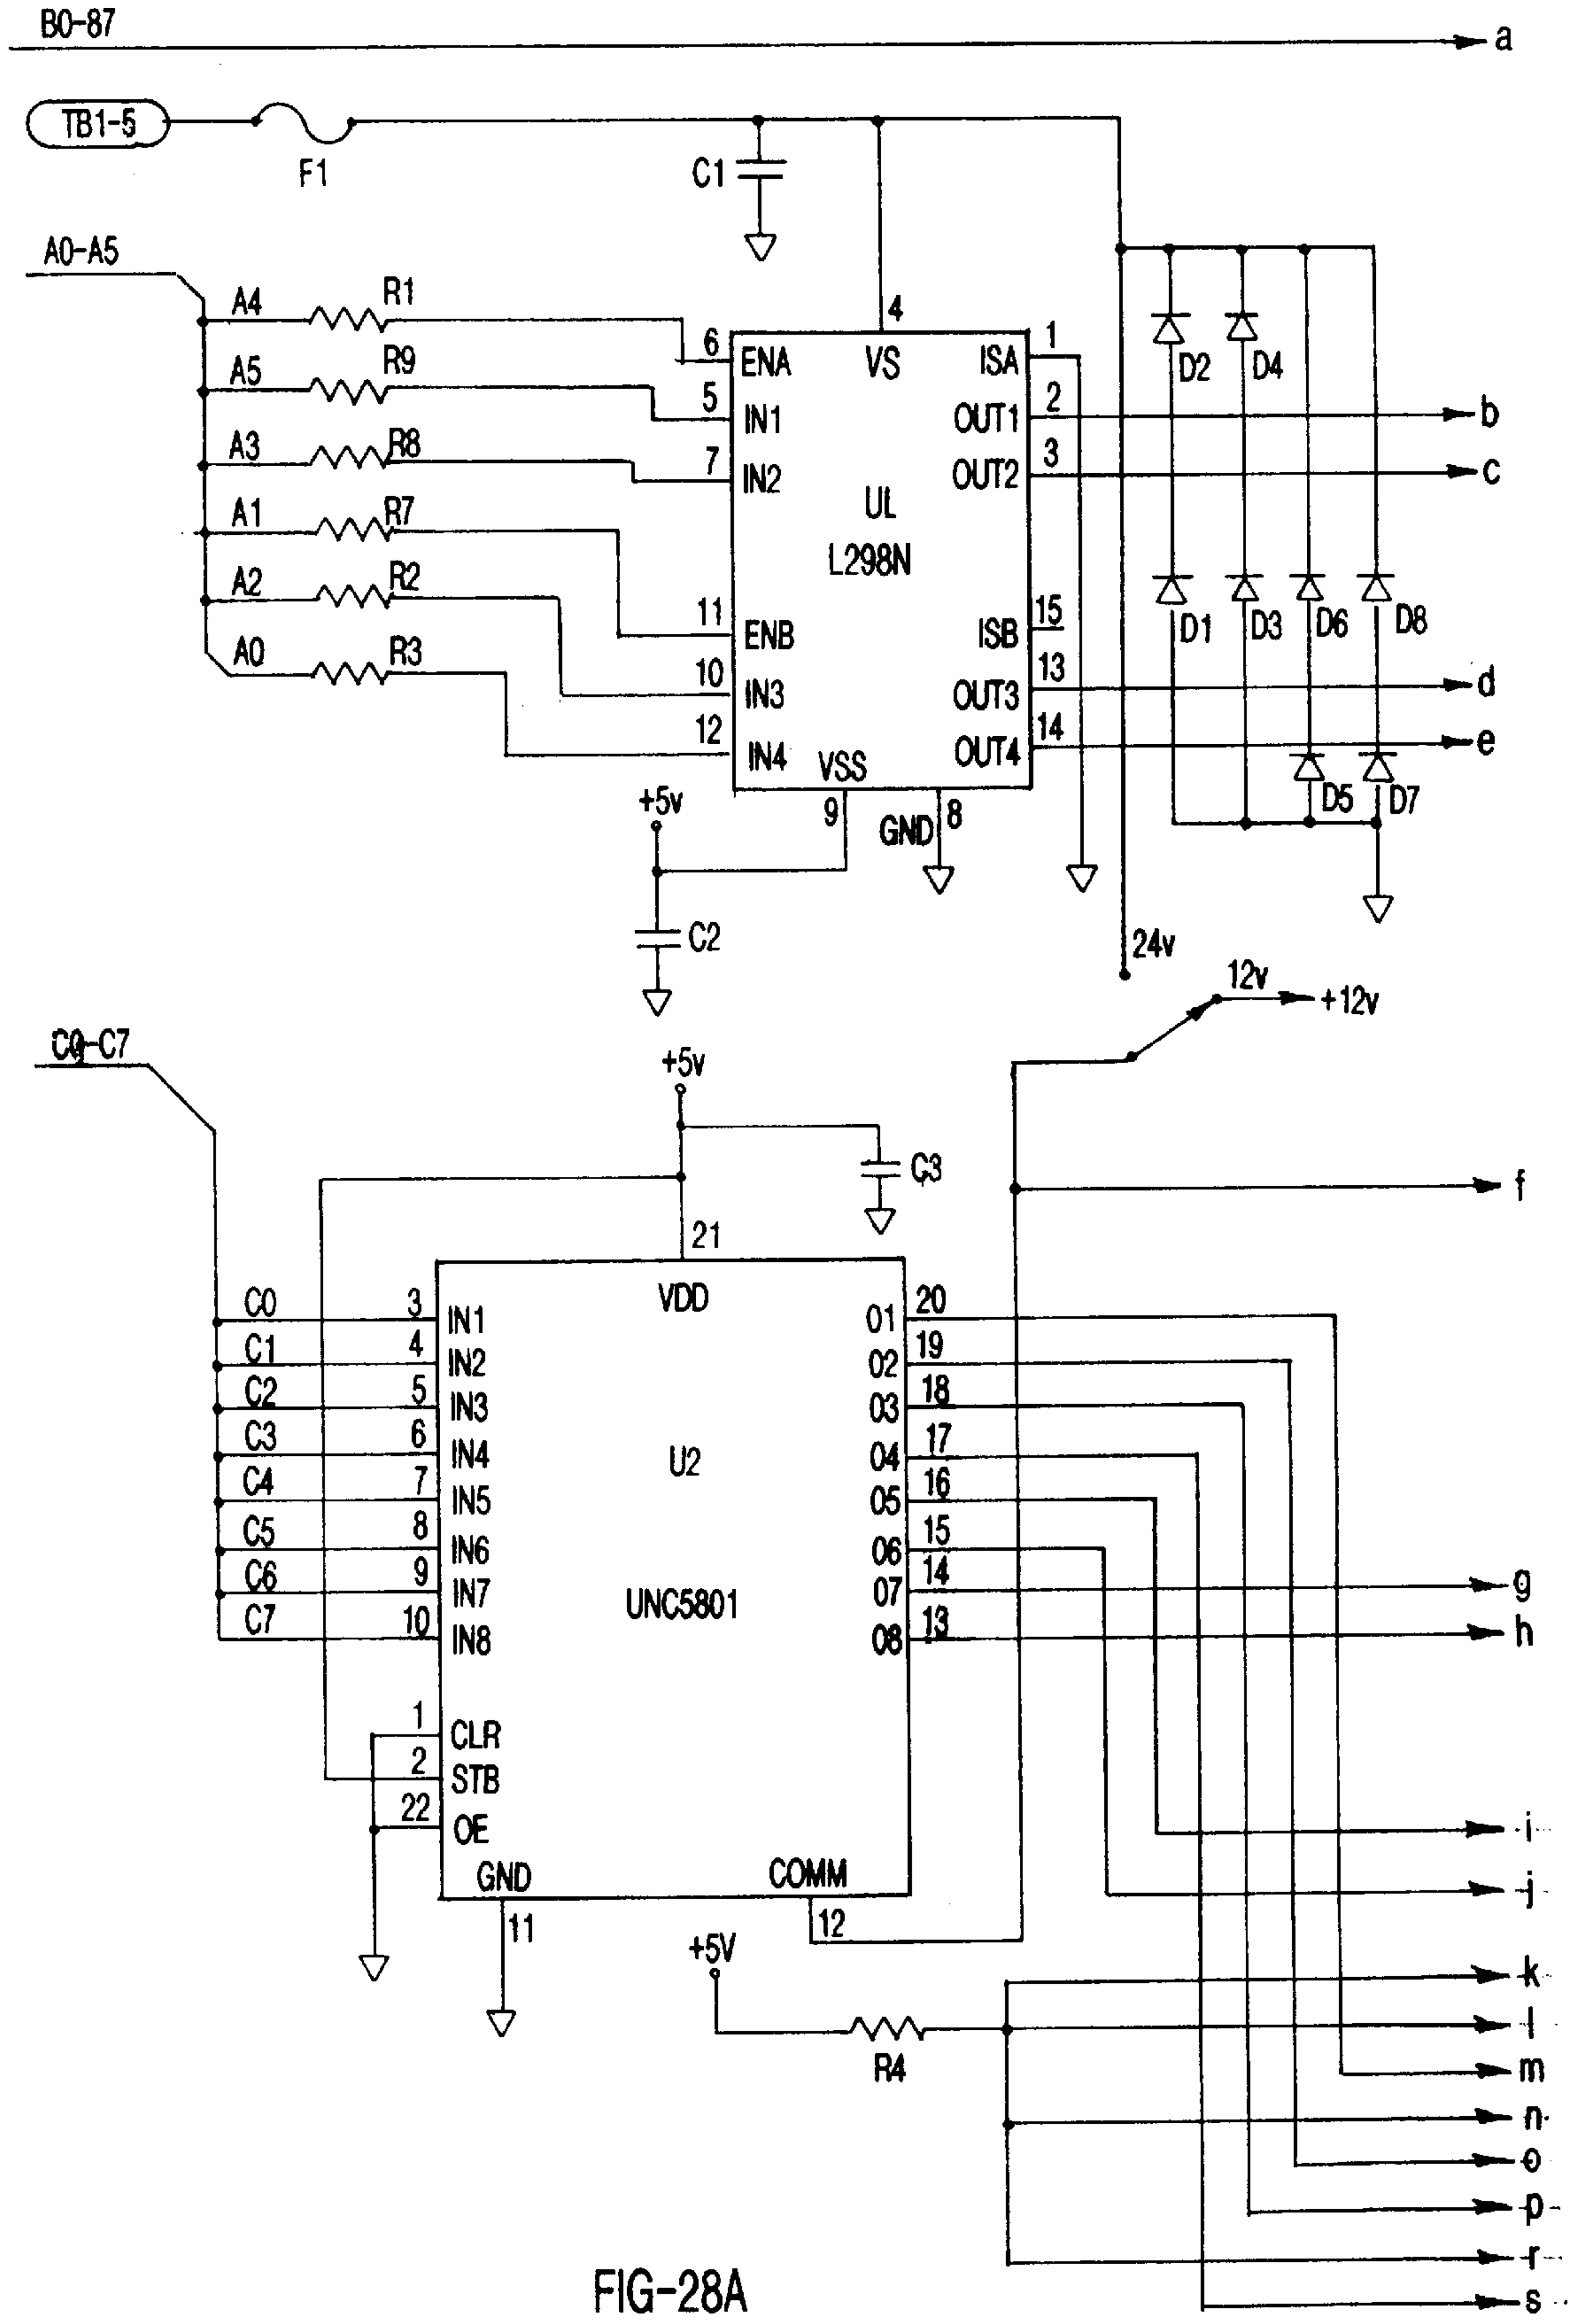 B0-87
a
TB1-5
F1
C1
A0-A5
A4
R1
A5
R9
A3
R8
A1
R7
A2
R2
A0
R3
4
6
ENA
VS
ISA
1
5
IN1
OUT1
2
b
7
IN2
OUT2
3
c
UL
L298N
11
ENB
ISB
15
10
IN3
OUT3
13
d
12
IN4
VSS
OUT4
14
e
D2
D4
D1
D3
D6
D8
D5
D7
+5v
9
GND
8
C2
24v
12v
+12v
C0-C7
+5v
C3
f
21
VDD
C0
3
IN1
01
20
C1
4
IN2
02
19
C2
5
IN3
03
18
C3
6
IN4
04
17
U2
C4
7
IN5
05
16
C5
8
IN6
06
15
C6
9
IN7
UNC5801
07
14
g
C7
10
IN8
08
13
h
1
CLR
2
STB
22
OE
i
GND
COMM
j
11
12
+5V
k
R4
l
m
n
o
p
r
s
FIG-28A